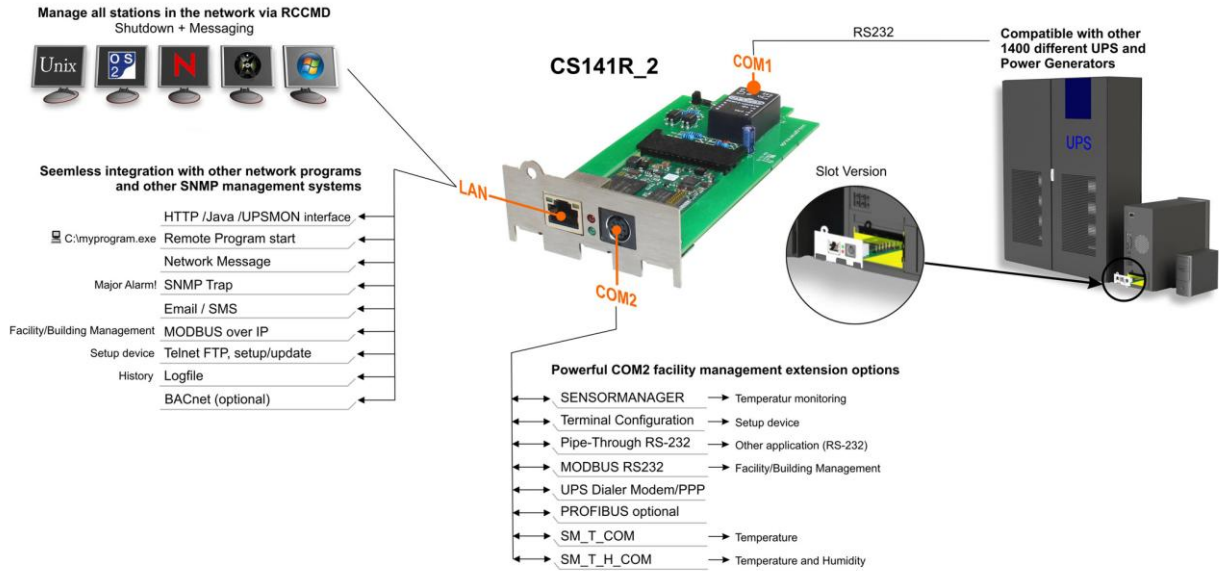 Manage all stations in the network via RCCMD
Shutdown + Messaging
Unix
OS
2
N
CS141R_2
COM1
RS232
Compatible with other
1400 different UPS and
Power Generators
UPS
Slot Version
LAN
COM2
Seemless integration with other network programs
and other SNMP management systems
HTTP /Java /UPSMON interface
C:\myprogram.exe Remote Program start
Network Message
Major Alarm! SNMP Trap
Email / SMS
Facility/Building Management MODBUS over IP
Setup device Telnet FTP, setup/update
History Logfile
BACnet (optional)
Powerful COM2 facility management extension options
SENSORMANAGER Temperatur monitoring
Terminal Configuration Setup device
Pipe-Through RS-232 Other application (RS-232)
MODBUS RS232 Facility/Building Management
UPS Dialer Modem/PPP
PROFIBUS optional
SM_T_COM Temperature
SM_T_H_COM Temperature and Humidity